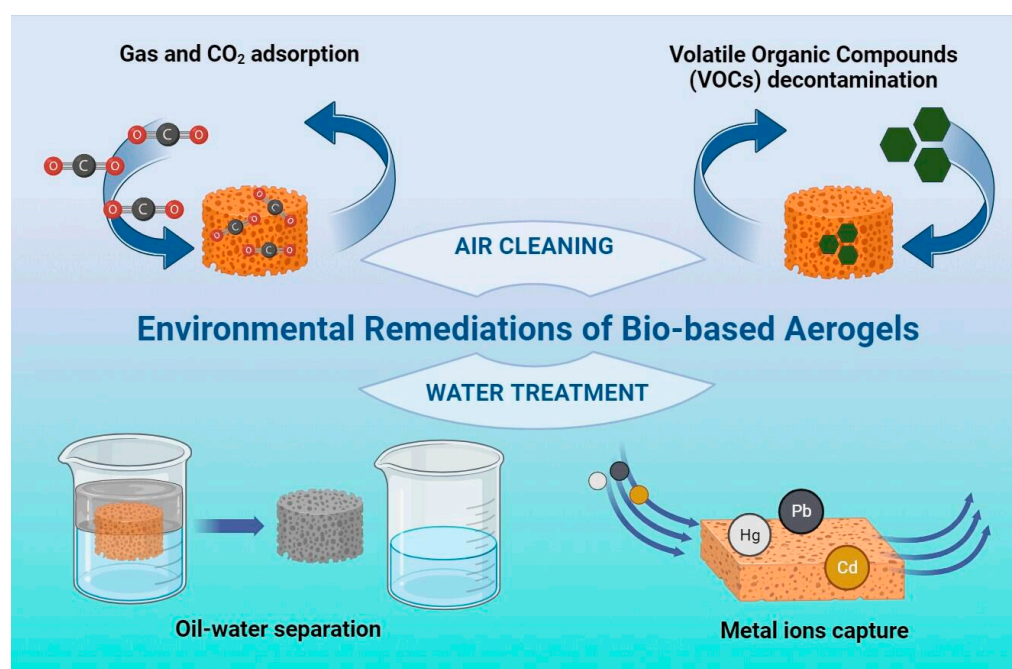 Gas and CO₂ adsorption
Volatile Organic Compounds
(VOCs) decontamination
O C O
O C O
O C O
O C O
O C O
O C O
AIR CLEANING
Environmental Remediations of Bio-based Aerogels
WATER TREATMENT
Hg
Pb
Cd
Oil-water separation
Metal ions capture